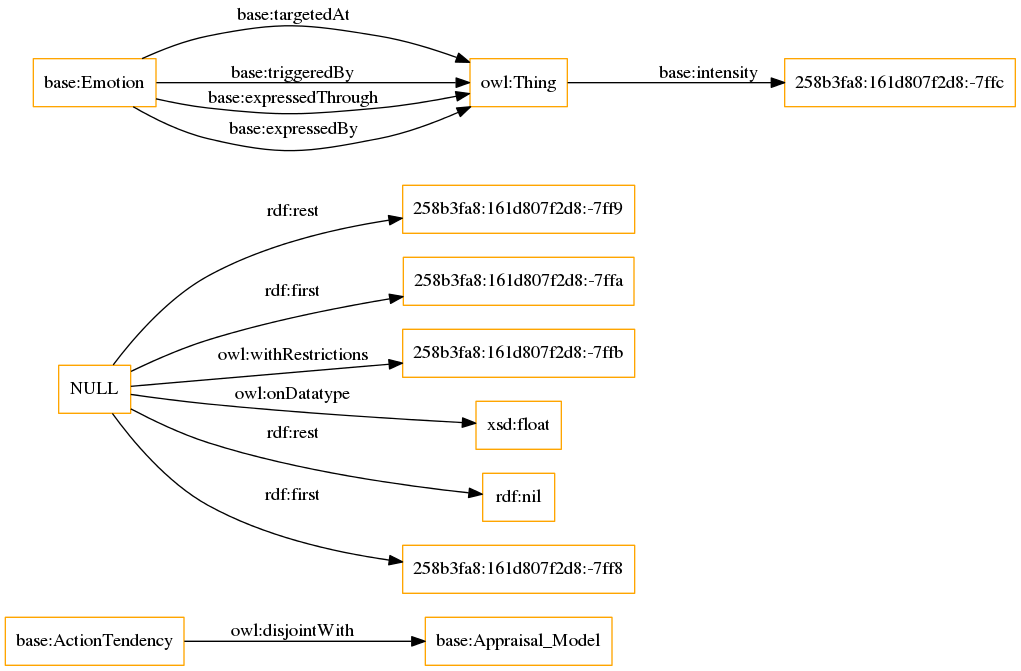 base:targetedAt
base:Emotion
base:triggeredBy
base:expressedThrough
base:expressedBy
owl:Thing
base:intensity
258b3fa8:161d807f2d8:-7ffc
rdf:rest
258b3fa8:161d807f2d8:-7ff9
rdf:first
258b3fa8:161d807f2d8:-7ffa
owl:withRestrictions
258b3fa8:161d807f2d8:-7ffb
NULL
owl:onDatatype
xsd:float
rdf:rest
rdf:nil
rdf:first
258b3fa8:161d807f2d8:-7ff8
base:ActionTendency
owl:disjointWith
base:Appraisal_Model